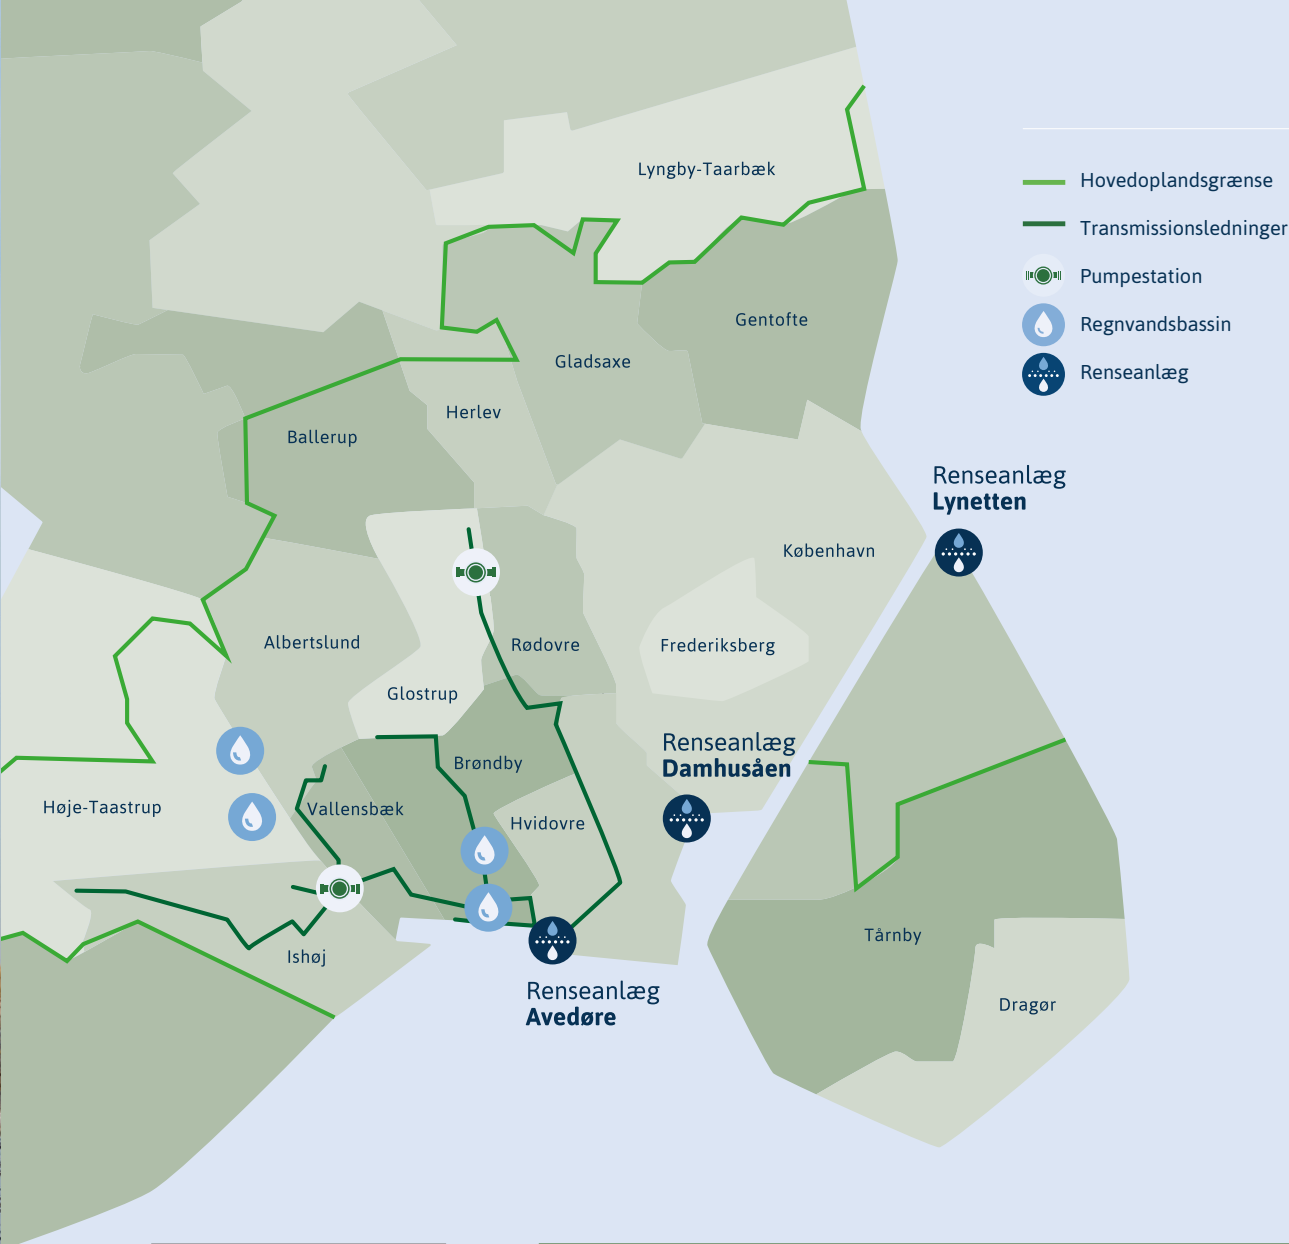 Lyngby-Taarbæk
Hovedoplandsgrænse
Transmissionsledninger
Pumpestation
Regnvandsbassin
Renseanlæg
Gentofte
Gladsaxe
Herlev
Ballerup
Renseanlæg
Lynetten
København
Albertslund
Rødovre
Frederiksberg
Glostrup
Renseanlæg
Damhusåen
Brøndby
Høje-Taastrup
Vallensbæk
Hvidovre
Tårnby
Ishøj
Renseanlæg
Avedøre
Dragør